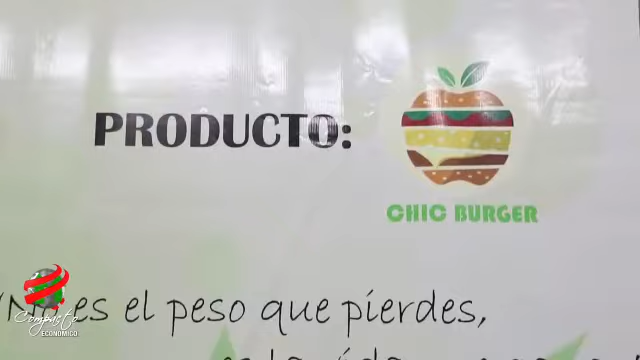 PRODUCTO:
CHIC BURGER
es el peso que pierdes,
Compacto
ECONÓMICO